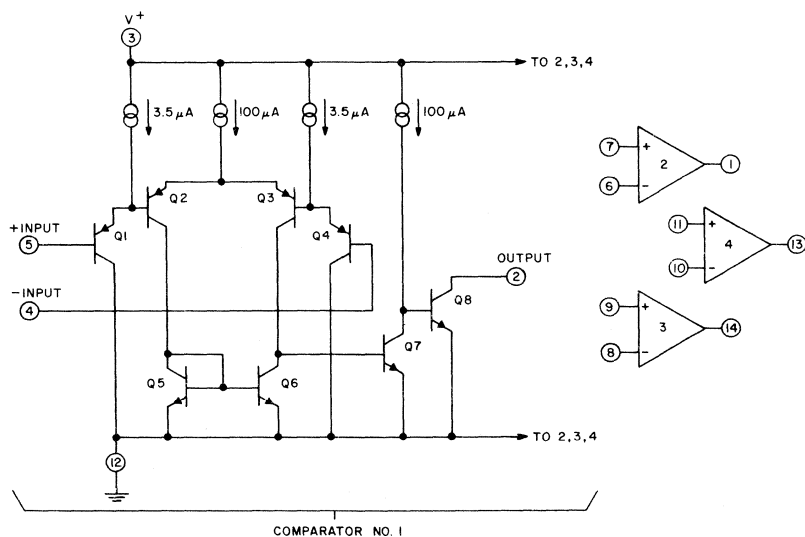 V+
3
TO 2,3,4
3.5µA
100µA
3.5µA
100µA
Q2
Q3
+INPUT
5
Q1
Q4
OUTPUT
2
-INPUT
4
Q8
Q7
Q5
Q6
TO 2,3,4
12
COMPARATOR NO. 1
7
+
2
1
6
-
11
+
4
13
10
-
9
+
3
14
8
-